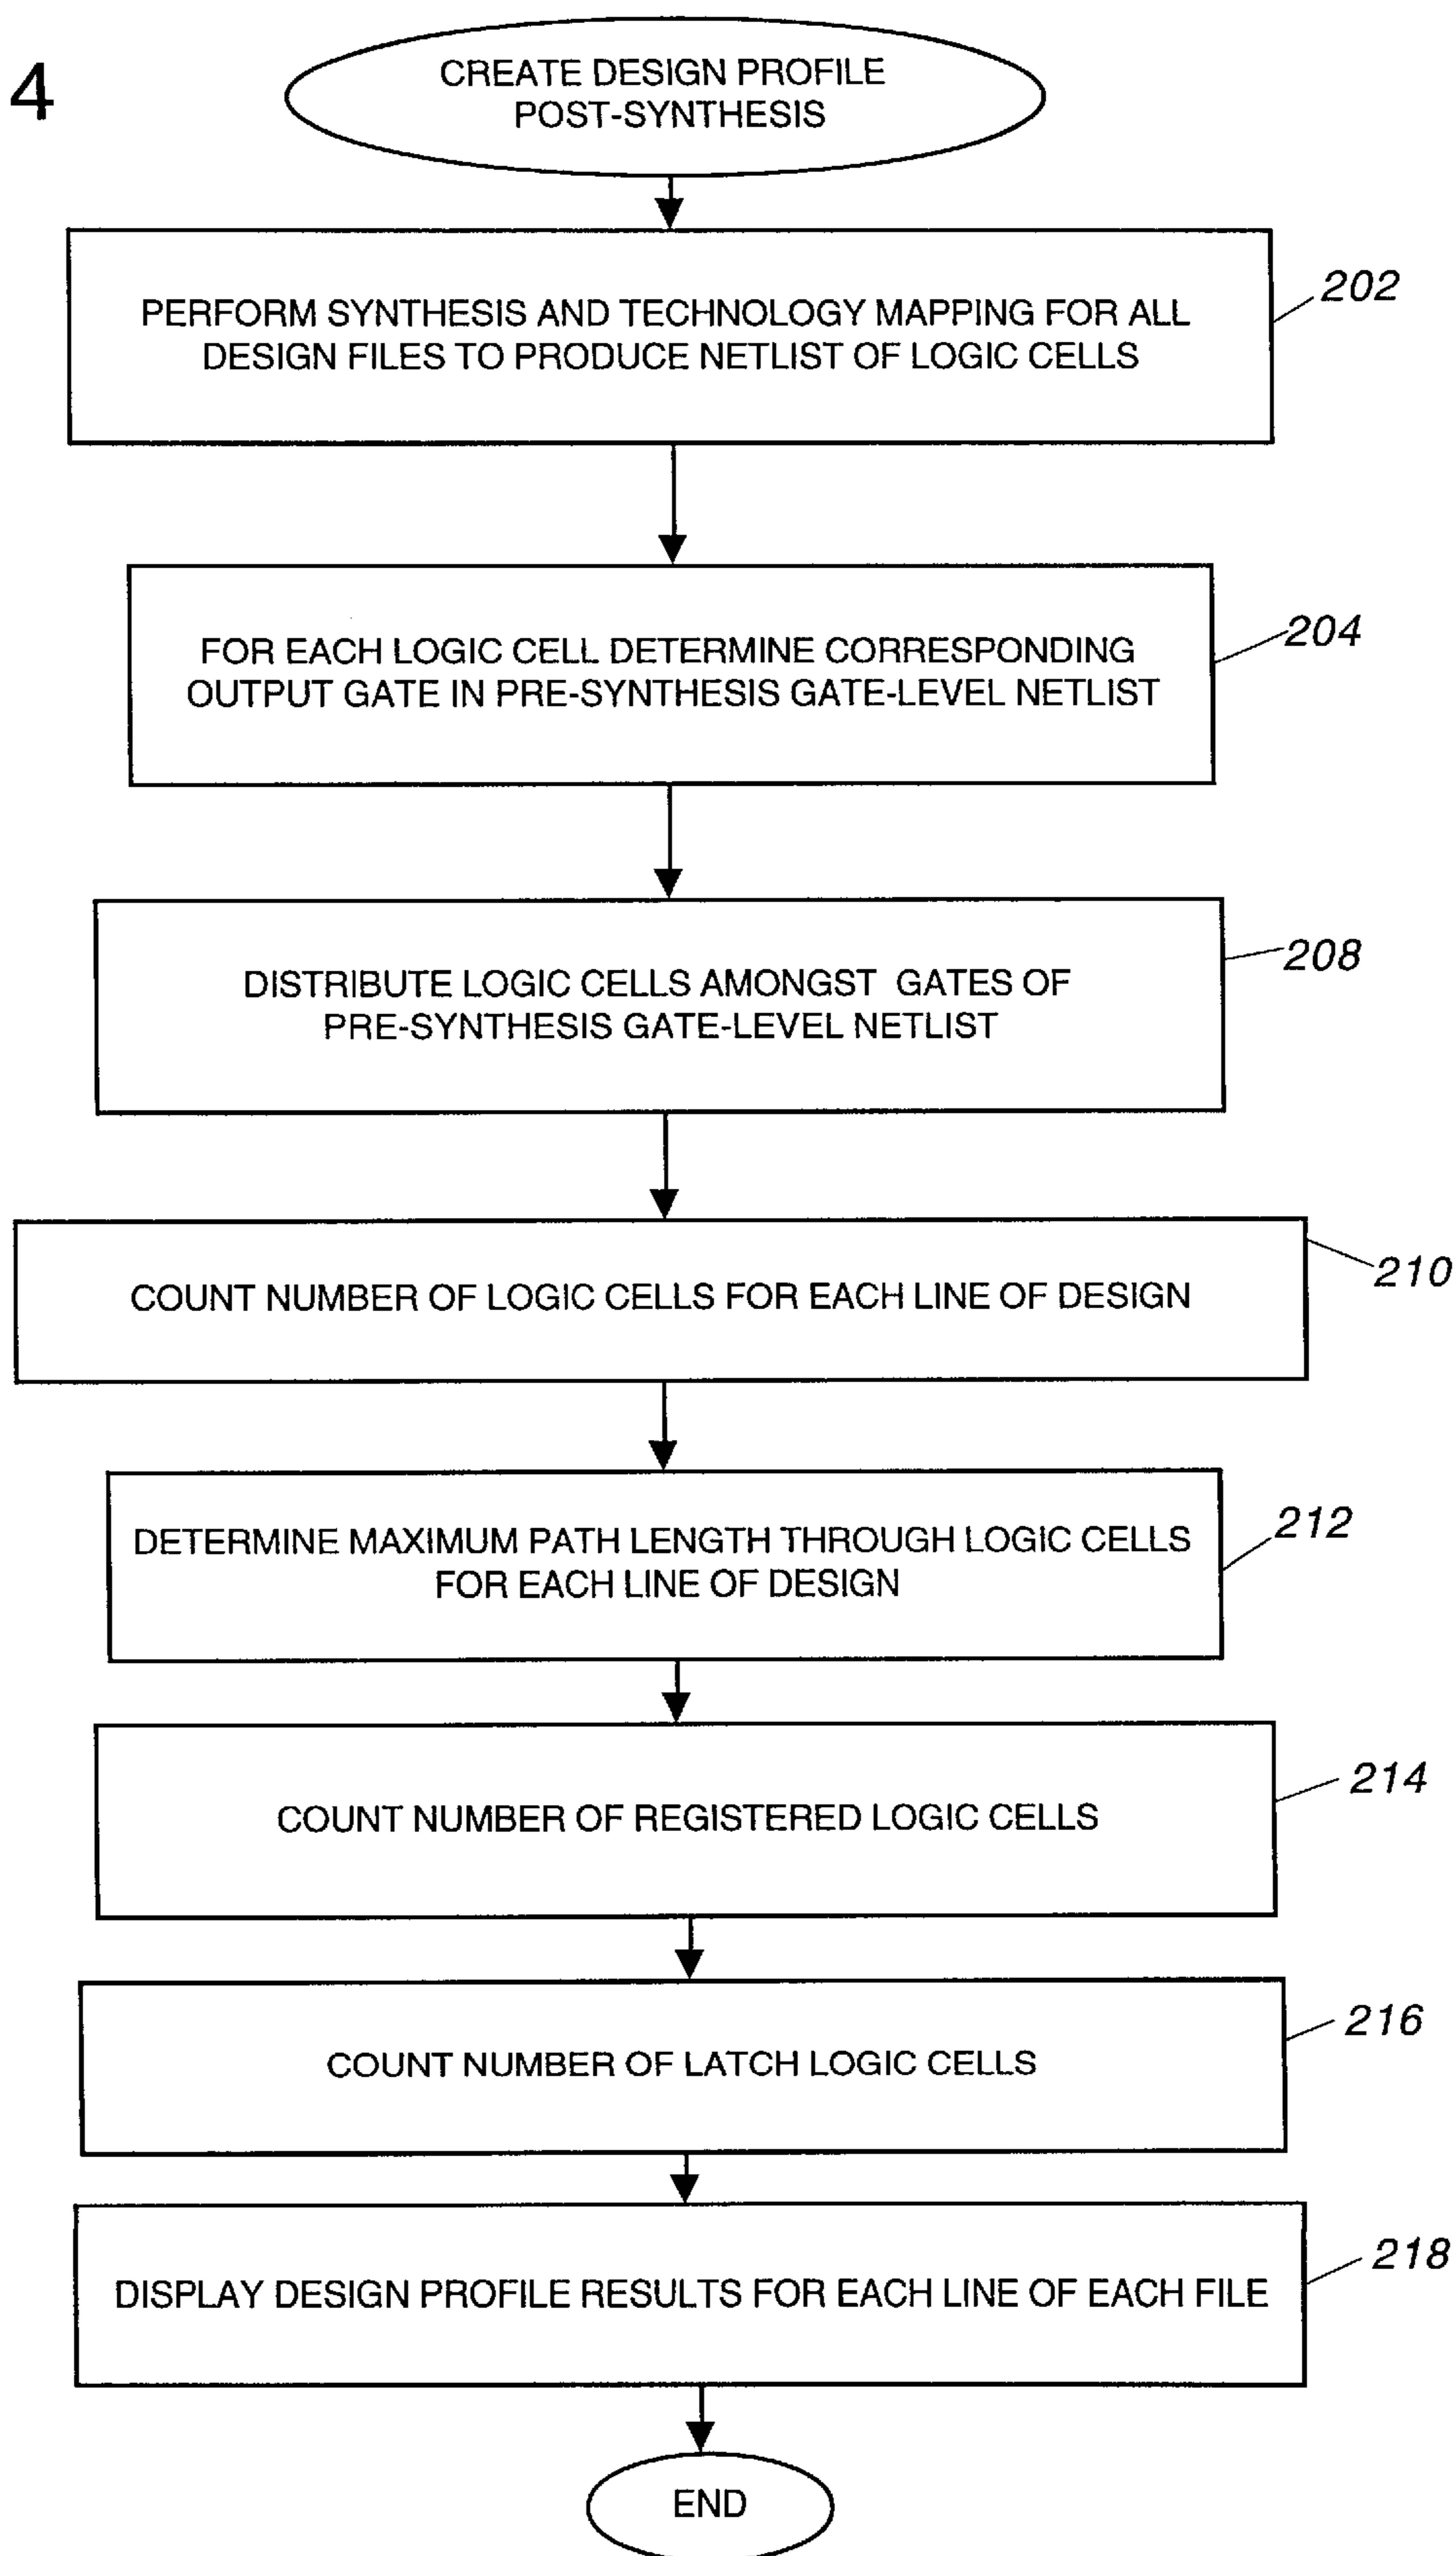 4
CREATE DESIGN PROFILE
POST-SYNTHESIS
PERFORM SYNTHESIS AND TECHNOLOGY MAPPING FOR ALL
DESIGN FILES TO PRODUCE NETLIST OF LOGIC CELLS
202
FOR EACH LOGIC CELL DETERMINE CORRESPONDING
OUTPUT GATE IN PRE-SYNTHESIS GATE-LEVEL NETLIST
204
DISTRIBUTE LOGIC CELLS AMONGST GATES OF
PRE-SYNTHESIS GATE-LEVEL NETLIST
208
COUNT NUMBER OF LOGIC CELLS FOR EACH LINE OF DESIGN
210
DETERMINE MAXIMUM PATH LENGTH THROUGH LOGIC CELLS
FOR EACH LINE OF DESIGN
212
COUNT NUMBER OF REGISTERED LOGIC CELLS
214
COUNT NUMBER OF LATCH LOGIC CELLS
216
DISPLAY DESIGN PROFILE RESULTS FOR EACH LINE OF EACH FILE
218
END